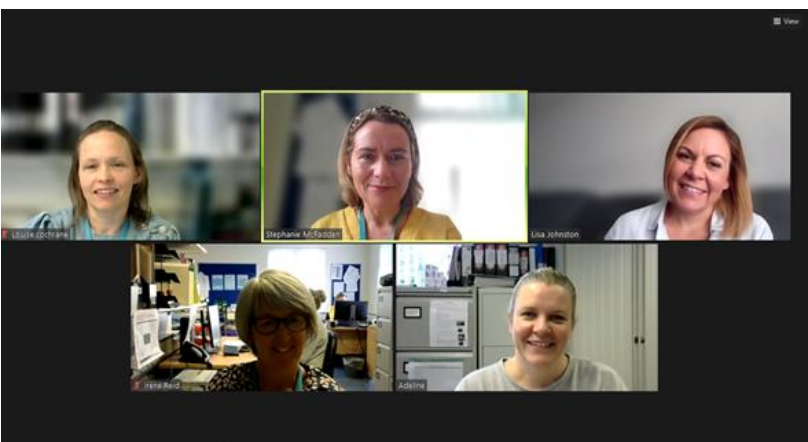 View
Louise cochrane
Stephanie McFadden
Lisa Johnston
Irene Reid
Adeline